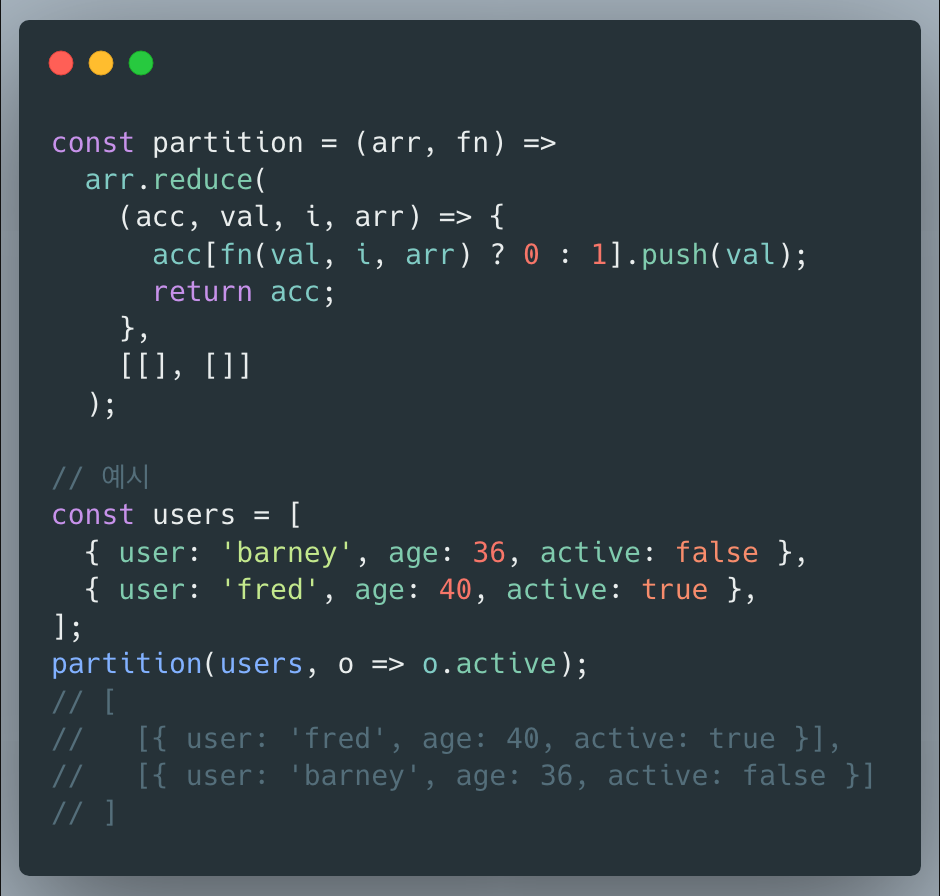 const partition = (arr, fn) =>
  arr.reduce(
    (acc, val, i, arr) => {
      acc[fn(val, i, arr) ? 0 : 1].push(val);
      return acc;
    },
    [[], []]
  );

// 예시
const users = [
  { user: 'barney', age: 36, active: false },
  { user: 'fred', age: 40, active: true },
];
partition(users, o => o.active);
// [
//   [{ user: 'fred', age: 40, active: true }],
//   [{ user: 'barney', age: 36, active: false }]
// ]